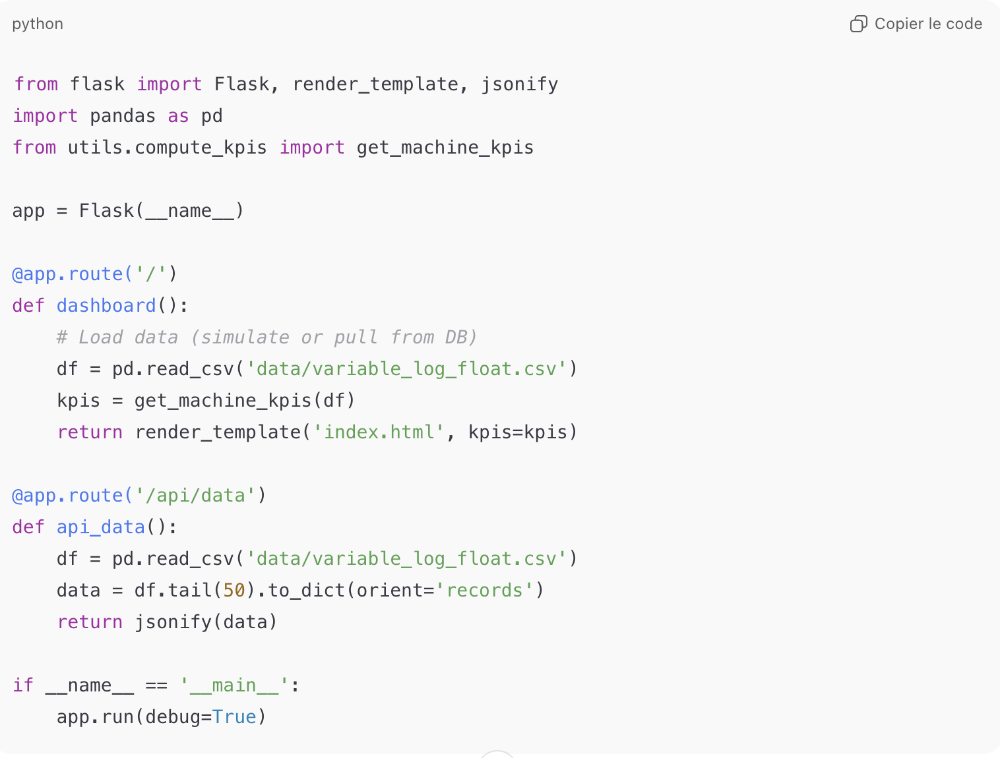 python
Copier le code
from flask import Flask, render_template, jsonify
import pandas as pd
from utils.compute_kpis import get_machine_kpis
app = Flask(__name__)
@app.route('/')
def dashboard():
    # Load data (simulate or pull from DB)
    df = pd.read_csv('data/variable_log_float.csv')
    kpis = get_machine_kpis(df)
    return render_template('index.html', kpis=kpis)
@app.route('/api/data')
def api_data():
    df = pd.read_csv('data/variable_log_float.csv')
    data = df.tail(50).to_dict(orient='records')
    return jsonify(data)
if __name__ == '__main__':
    app.run(debug=True)